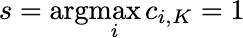 s = argmax_i c_{i,K} = 1